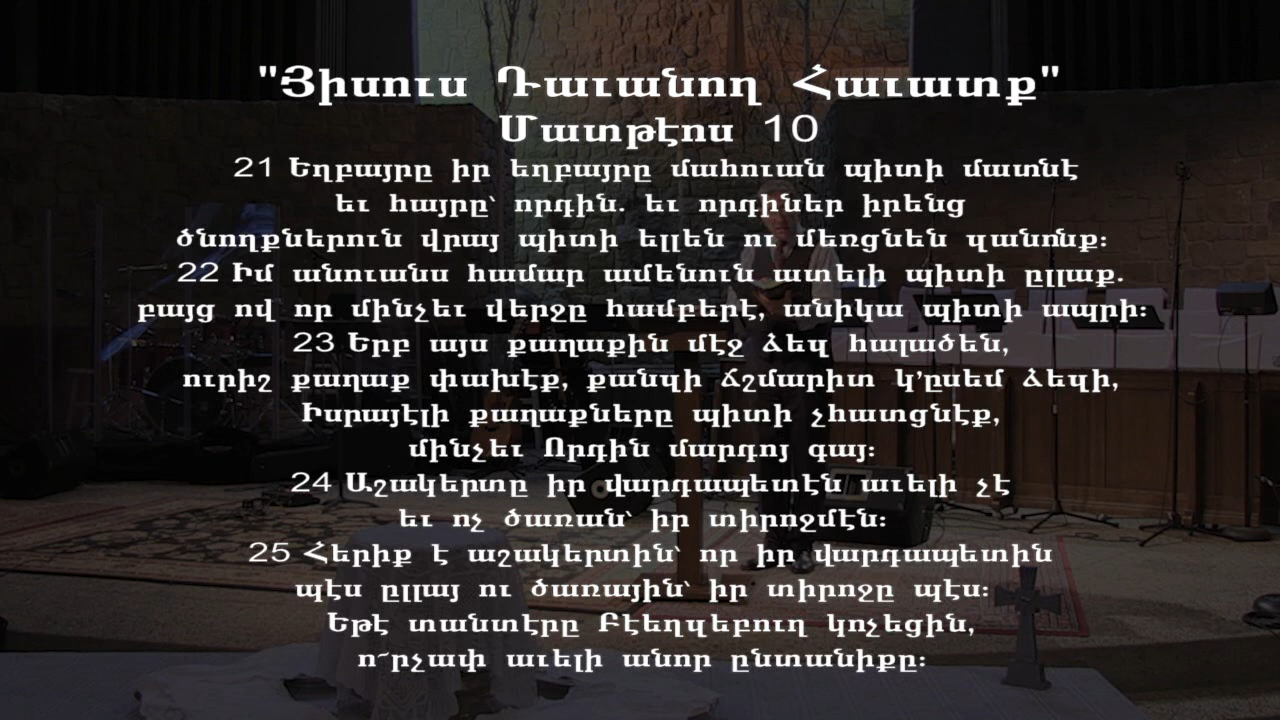 "Յիսուս Դաւանող Հաւատք"
Մատթէոս 10
21 Եղբայրը իր եղբայրը մահուան պիտի մատնէ
եւ հայրը՝ որդին. եւ որդիներ իրենց
ծնողքներուն վրայ պիտի ելլեն ու մեռցնեն զանոնք։
22 Իմ անուանս համար ամենուն ատելի պիտի ըլլաք.
բայց ով որ մինչեւ վերջը համբերէ, անիկա պիտի ապրի։
23 Երբ այս քաղաքին մէջ ձեզ հալածեն,
ուրիշ քաղաք փախէք, քանզի ճշմարիտ կ՚ըսեմ ձեզի,
Իսրայէլի քաղաքները պիտի չհատցնէք,
մինչեւ Որդին մարդոյ գայ։
24 Աշակերտը իր վարդապետէն աւելի չէ
եւ ոչ ծառան՝ իր տիրոջմէն։
25 Հերիք է աշակերտին՝ որ իր վարդապետին
պէս ըլլայ ու ծառային՝ իր տիրոջը պէս։
Եթէ տանտէրը Բէեղզեբուղ կոչեցին,
ո՜րչափ աւելի անոր ընտանիքը։